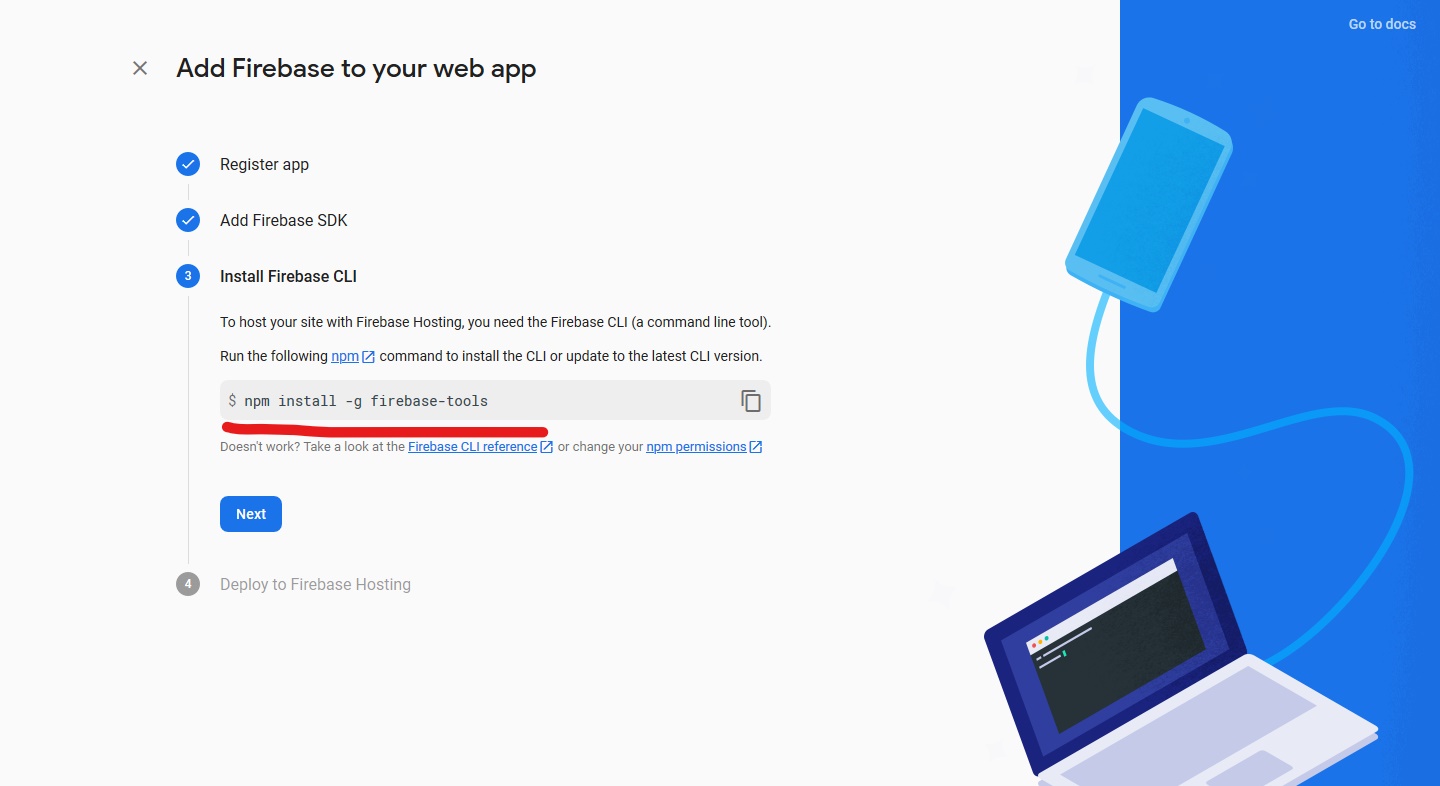 Go to docs
Add Firebase to your web app
Register app
Add Firebase SDK
3
Install Firebase CLI
To host your site with Firebase Hosting, you need the Firebase CLI (a command line tool).
Run the following npm command to install the CLI or update to the latest CLI version.
$ npm install -g firebase-tools
Doesn't work? Take a look at the Firebase CLI reference or change your npm permissions
Next
4
Deploy to Firebase Hosting